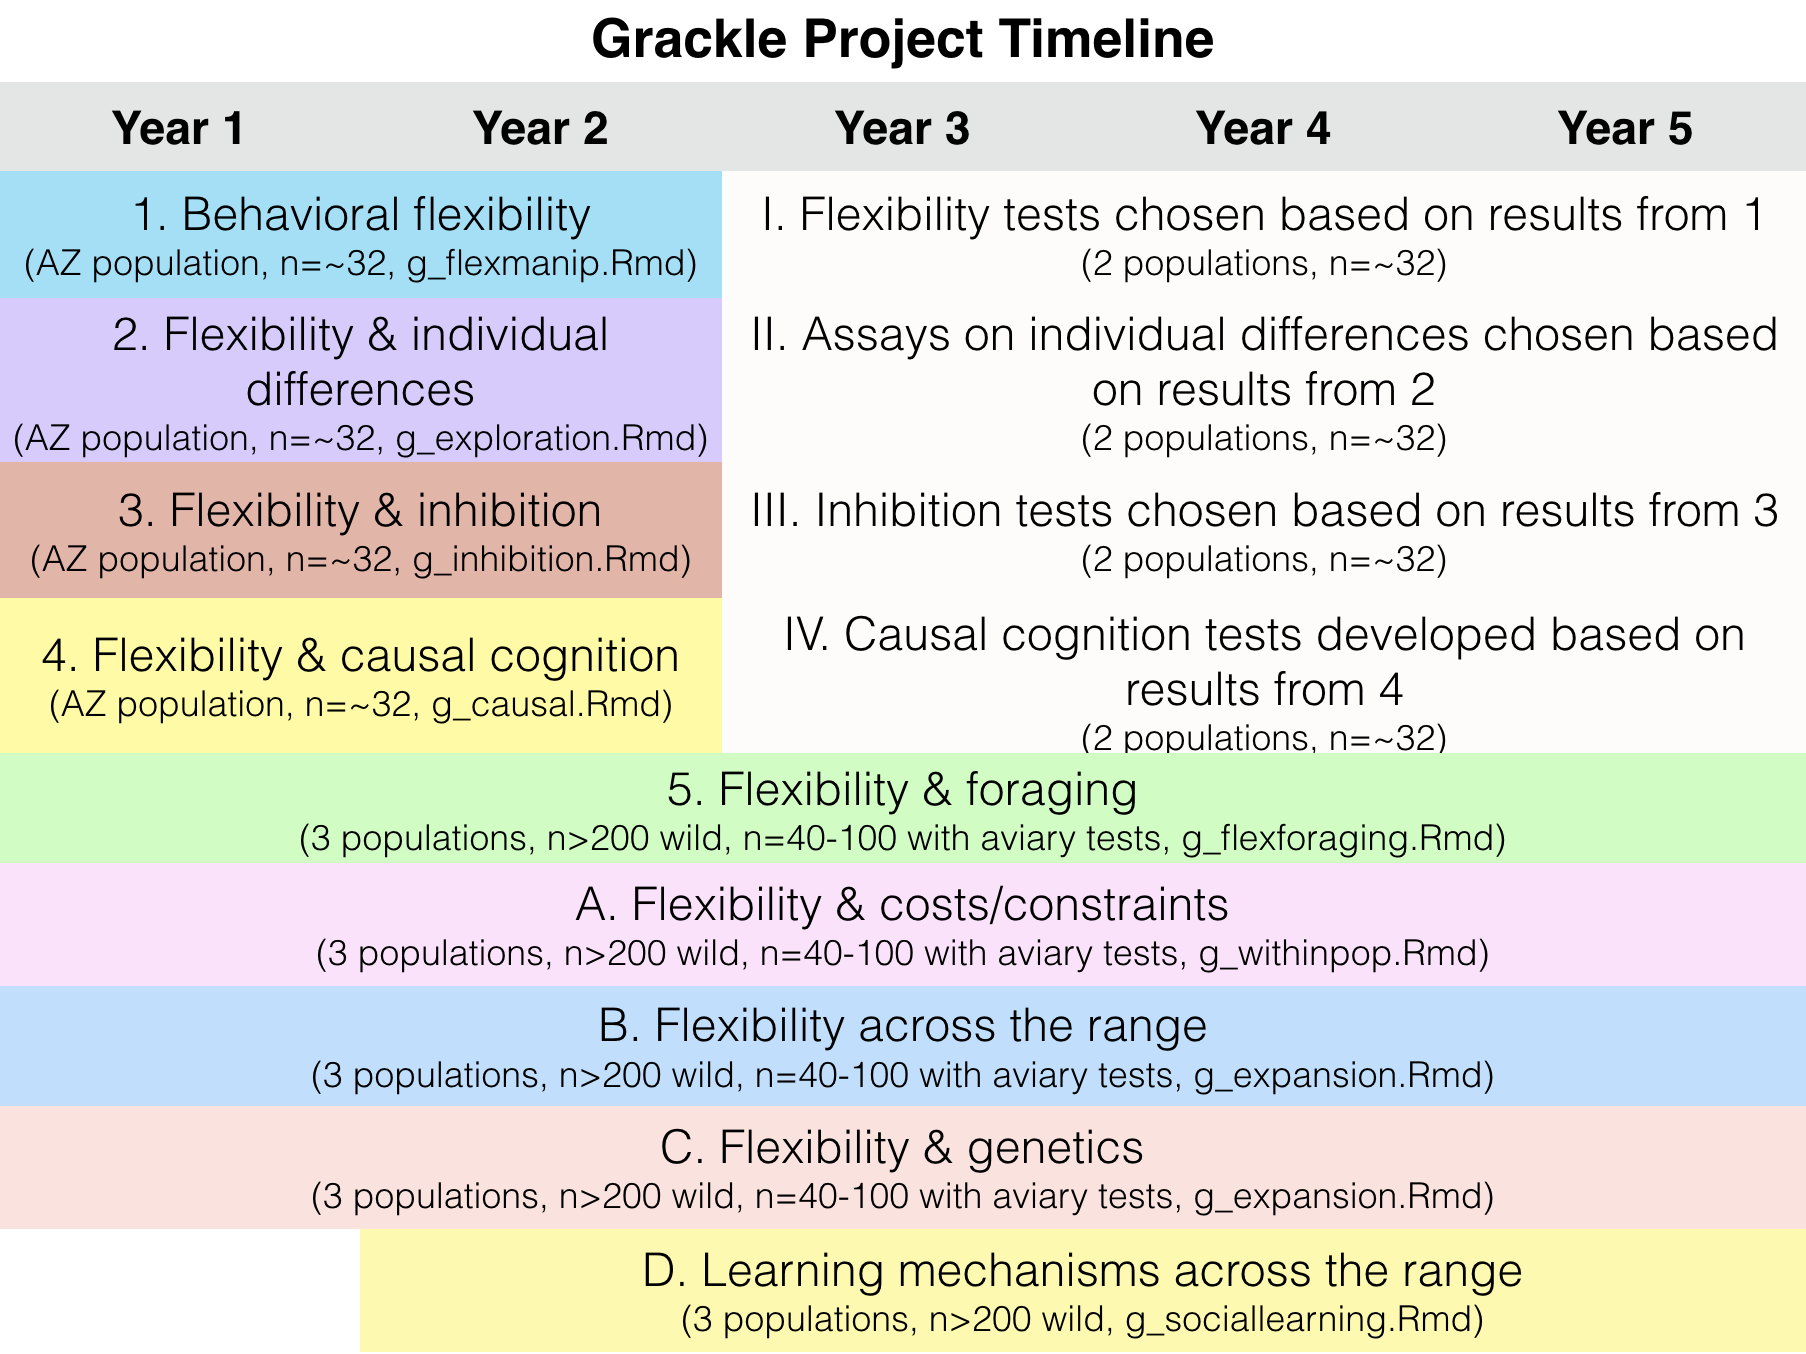 Grackle Project Timeline
Year 1 Year 2 Year 3 Year 4 Year 5
1. Behavioral flexibility
(AZ population, n=~32, g_flexmanip.Rmd)
I. Flexibility tests chosen based on results from 1
(2 populations, n=~32)
2. Flexibility & individual
differences
(AZ population, n=~32, g_exploration.Rmd)
II. Assays on individual differences chosen based
on results from 2
(2 populations, n=~32)
3. Flexibility & inhibition
(AZ population, n=~32, g_inhibition.Rmd)
III. Inhibition tests chosen based on results from 3
(2 populations, n=~32)
4. Flexibility & causal cognition
(AZ population, n=~32, g_causal.Rmd)
IV. Causal cognition tests developed based on
results from 4
(2 populations, n=~32)
5. Flexibility & foraging
(3 populations, n>200 wild, n=40-100 with aviary tests, g_flexforaging.Rmd)
A. Flexibility & costs/constraints
(3 populations, n>200 wild, n=40-100 with aviary tests, g_withinpop.Rmd)
B. Flexibility across the range
(3 populations, n>200 wild, n=40-100 with aviary tests, g_expansion.Rmd)
C. Flexibility & genetics
(3 populations, n>200 wild, n=40-100 with aviary tests, g_expansion.Rmd)
D. Learning mechanisms across the range
(3 populations, n>200 wild, g_sociallearning.Rmd)